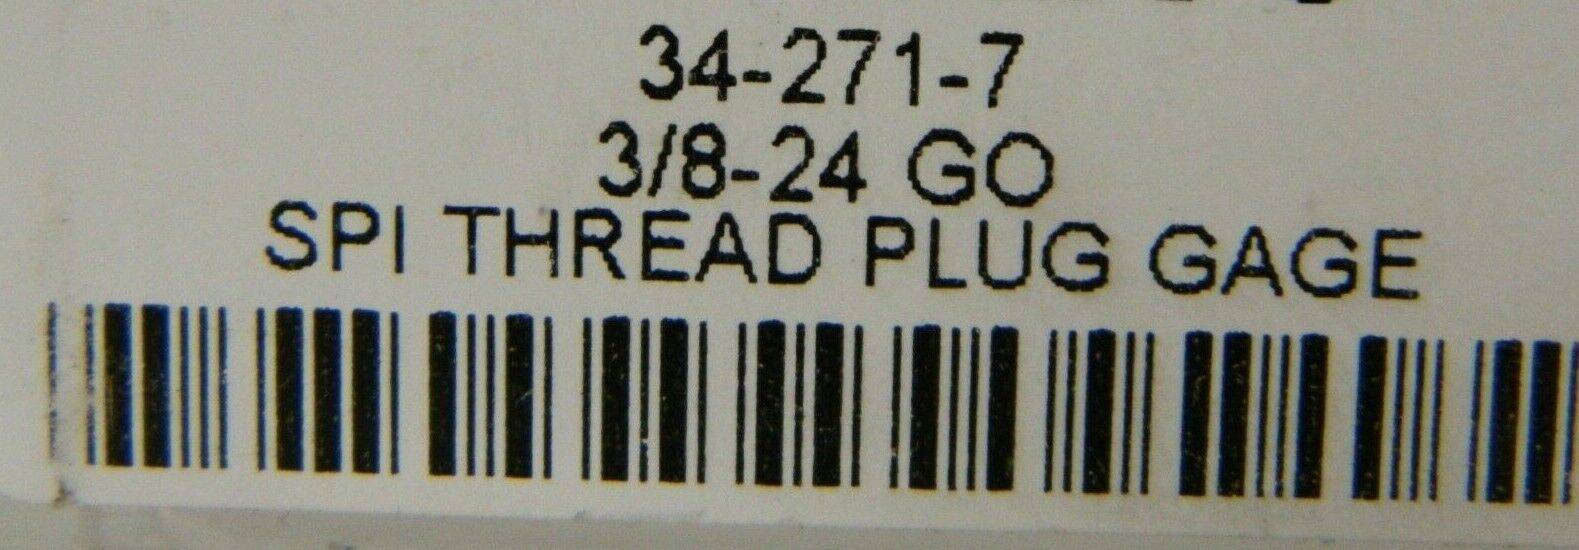 34-271-7
3/8-24 GO
SPI THREAD PLUG GAGE